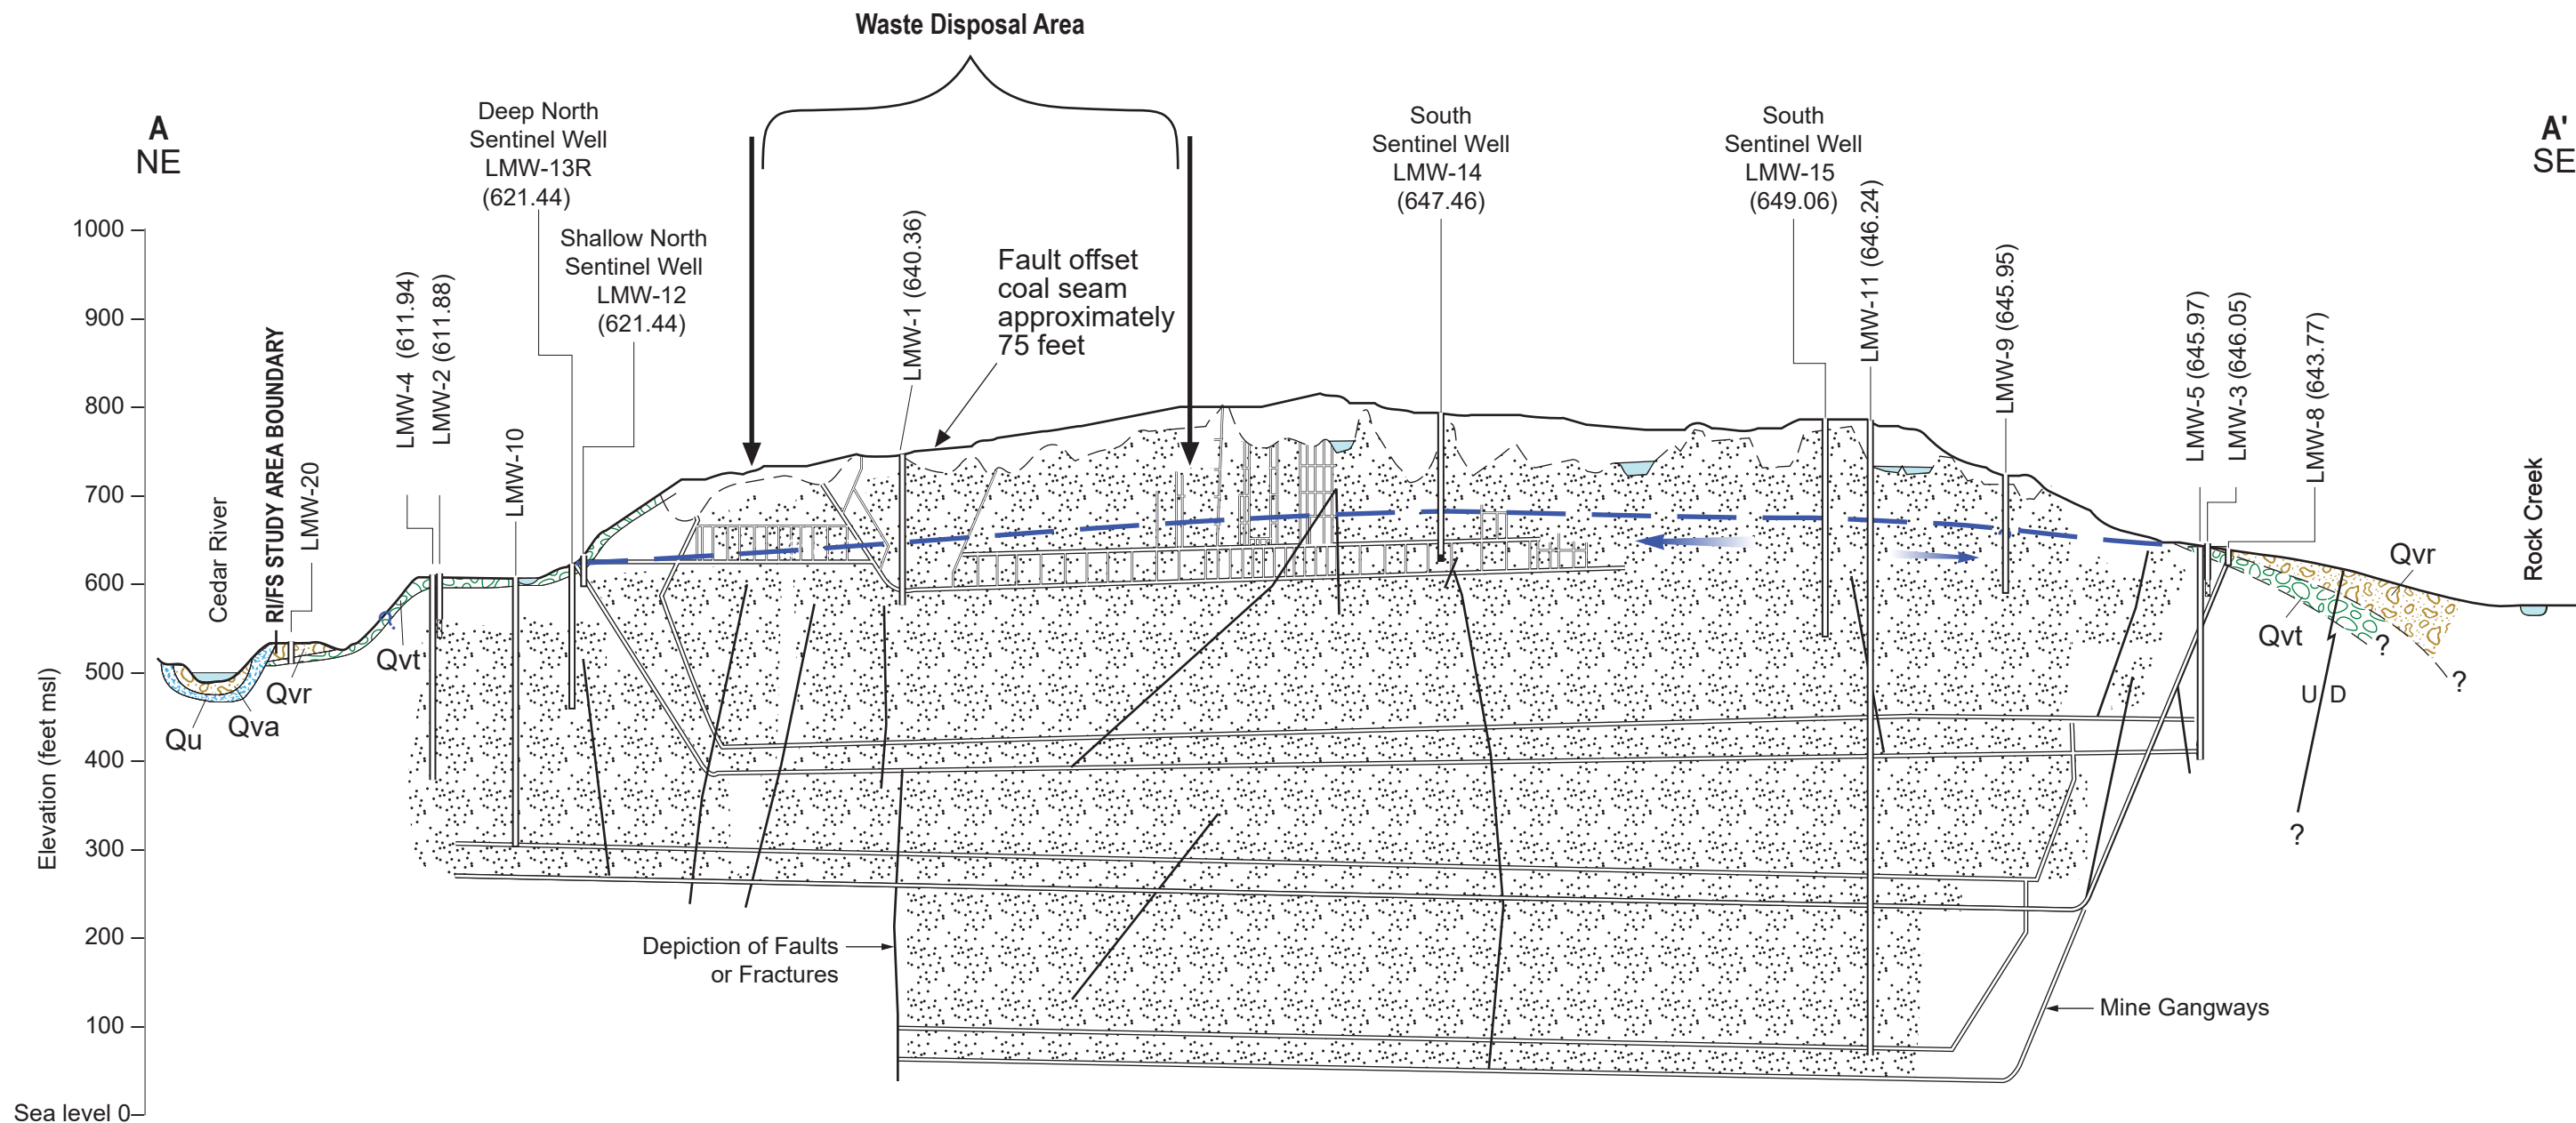 Waste Disposal Area
A
NE
A'
SE
Deep North
Sentinel Well
LMW-13R
(621.44)
Shallow North
Sentinel Well
LMW-12
(621.44)
South
Sentinel Well
LMW-14
(647.46)
South
Sentinel Well
LMW-15
(649.06)
Fault offset
coal seam
approximately
75 feet
Cedar River
RI/FS STUDY AREA BOUNDARY
LMW-20
LMW-4 (611.94)
LMW-2 (611.88)
LMW-10
LMW-1 (640.36)
LMW-11 (646.24)
LMW-9 (645.95)
LMW-5 (645.97)
LMW-3 (646.05)
LMW-8 (643.77)
Rock Creek
Elevation (feet msl)
1000
900
800
700
600
500
400
300
200
100
Sea level 0
Qu
Qva
Qvr
Qvt
Qvr
Qvt
?
?
U D
?
Depiction of Faults
or Fractures
Mine Gangways